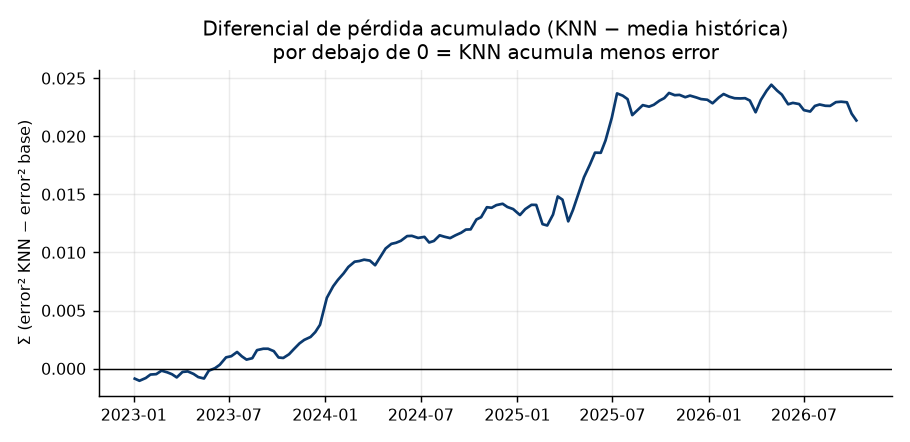 Diferencial de pérdida acumulado (KNN − media histórica)
por debajo de 0 = KNN acumula menos error
Σ (error² KNN − error² base)
0.025
0.020
0.015
0.010
0.005
0.000
2023-01 2023-07 2024-01 2024-07 2025-01 2025-07 2026-01 2026-07